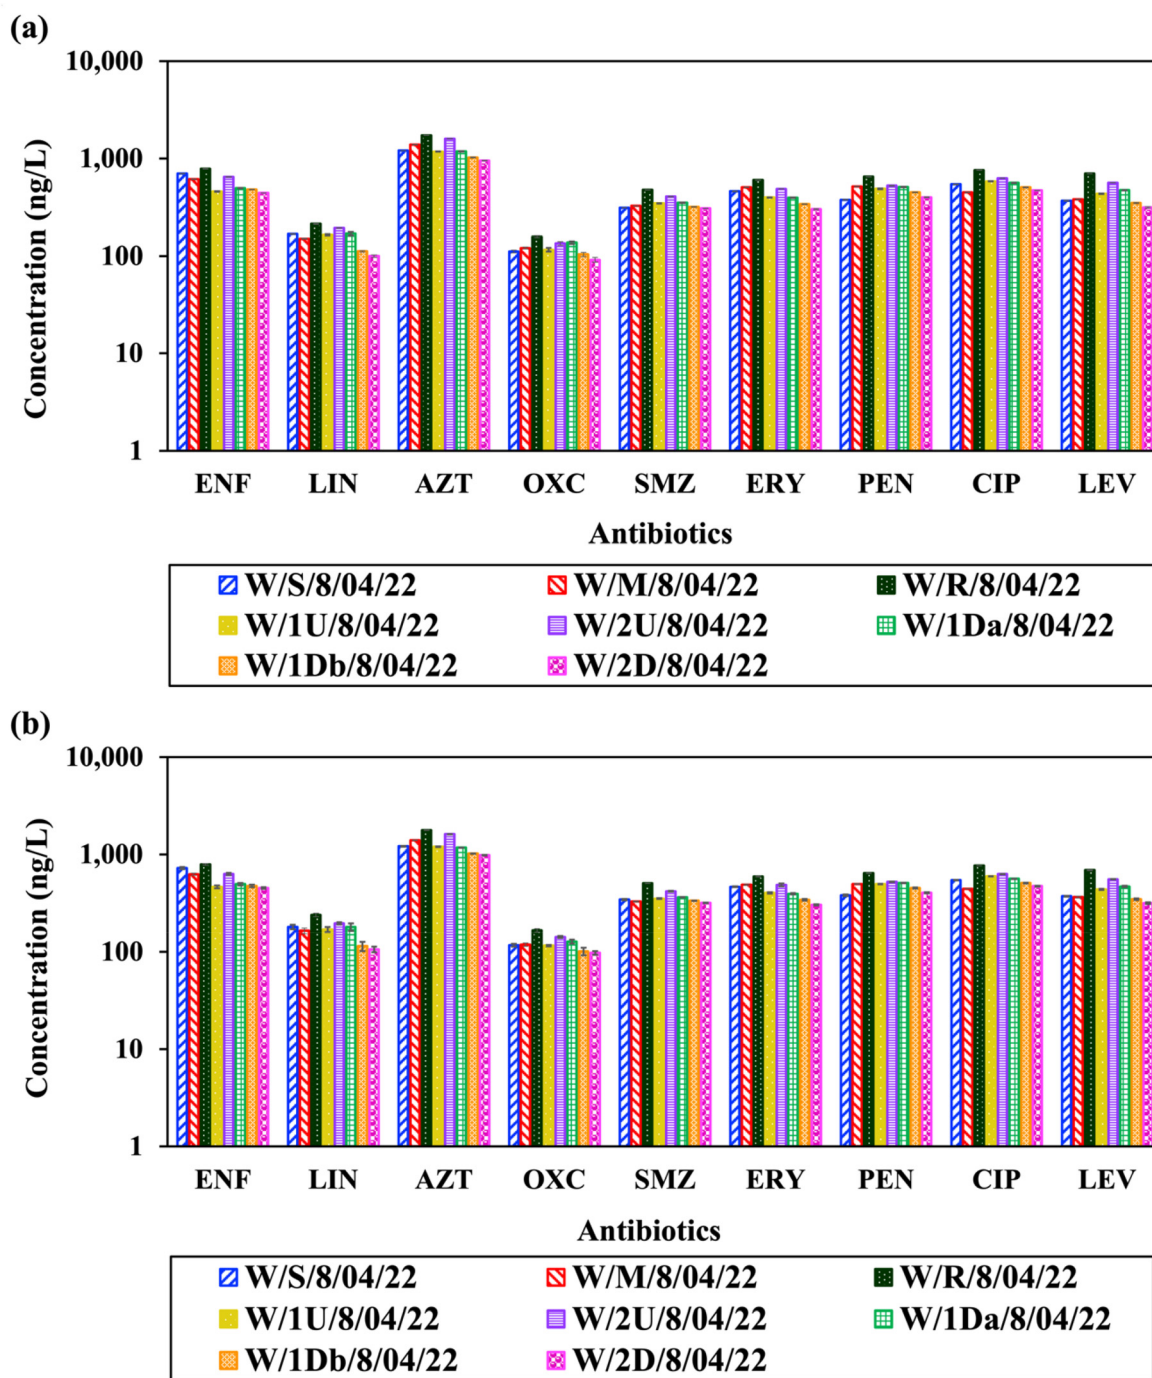 (a)
10,000
1,000
100
10
1
Concentration (ng/L)
ENF LIN AZT OXC SMZ ERY PEN CIP LEV
Antibiotics
W/S/8/04/22 W/M/8/04/22 W/R/8/04/22
W/1U/8/04/22 W/2U/8/04/22 W/1Da/8/04/22
W/1Db/8/04/22 W/2D/8/04/22
(b)
10,000
1,000
100
10
1
Concentration (ng/L)
ENF LIN AZT OXC SMZ ERY PEN CIP LEV
Antibiotics
W/S/8/04/22 W/M/8/04/22 W/R/8/04/22
W/1U/8/04/22 W/2U/8/04/22 W/1Da/8/04/22
W/1Db/8/04/22 W/2D/8/04/22